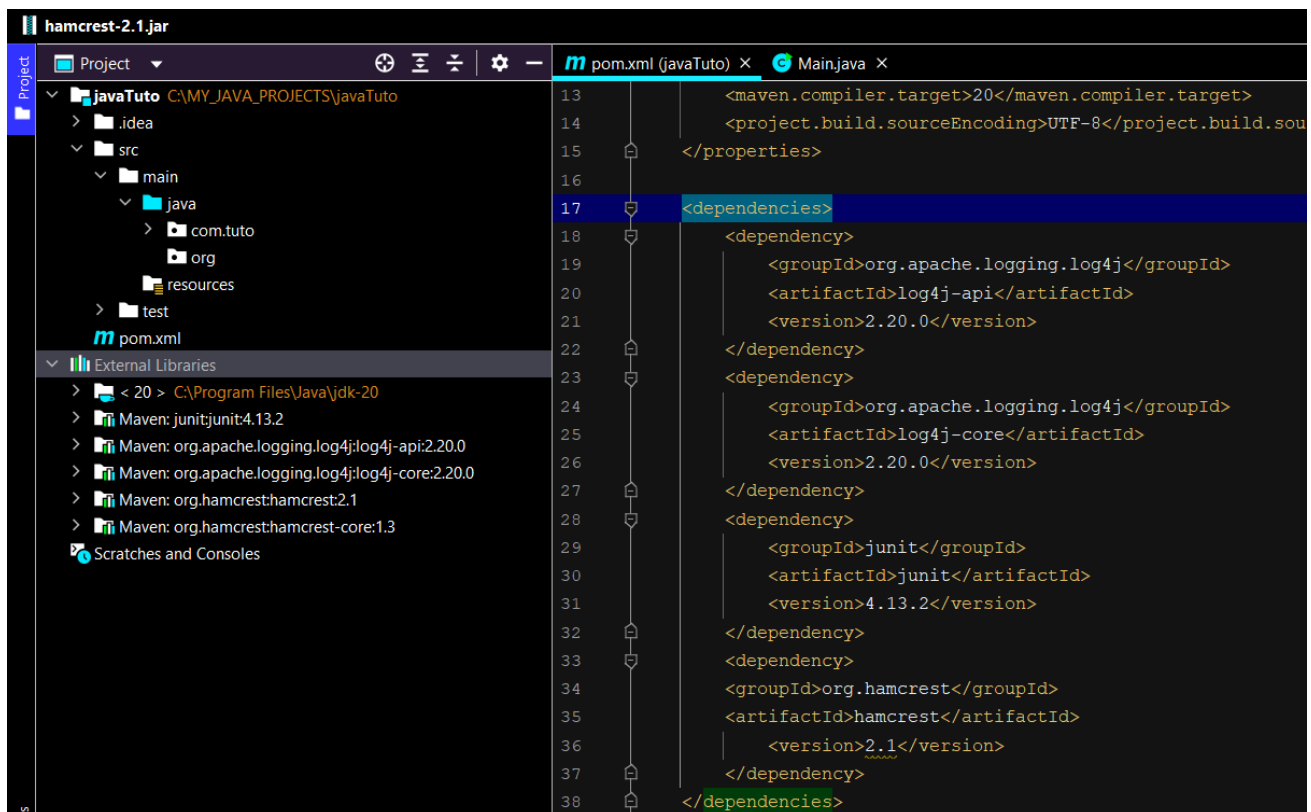 hamcrest-2.1.jar
Project
Project
pom.xml (javaTuto)
Main.java
javaTuto C:\MY_JAVA_PROJECTS\javaTuto
.idea
src
main
java
com.tuto
org
resources
test
m pom.xml
External Libraries
< 20 > C:\Program Files\Java\jdk-20
Maven: junit:junit:4.13.2
Maven: org.apache.logging.log4j:log4j-api:2.20.0
Maven: org.apache.logging.log4j:log4j-core:2.20.0
Maven: org.hamcrest:hamcrest:2.1
Maven: org.hamcrest:hamcrest-core:1.3
Scratches and Consoles
13 <maven.compiler.target>20</maven.compiler.target>
14 <project.build.sourceEncoding>UTF-8</project.build.sou
15 </properties>
16
17 <dependencies>
18 <dependency>
19 <groupId>org.apache.logging.log4j</groupId>
20 <artifactId>log4j-api</artifactId>
21 <version>2.20.0</version>
22 </dependency>
23 <dependency>
24 <groupId>org.apache.logging.log4j</groupId>
25 <artifactId>log4j-core</artifactId>
26 <version>2.20.0</version>
27 </dependency>
28 <dependency>
29 <groupId>junit</groupId>
30 <artifactId>junit</artifactId>
31 <version>4.13.2</version>
32 </dependency>
33 <dependency>
34 <groupId>org.hamcrest</groupId>
35 <artifactId>hamcrest</artifactId>
36 <version>2.1</version>
37 </dependency>
38 </dependencies>